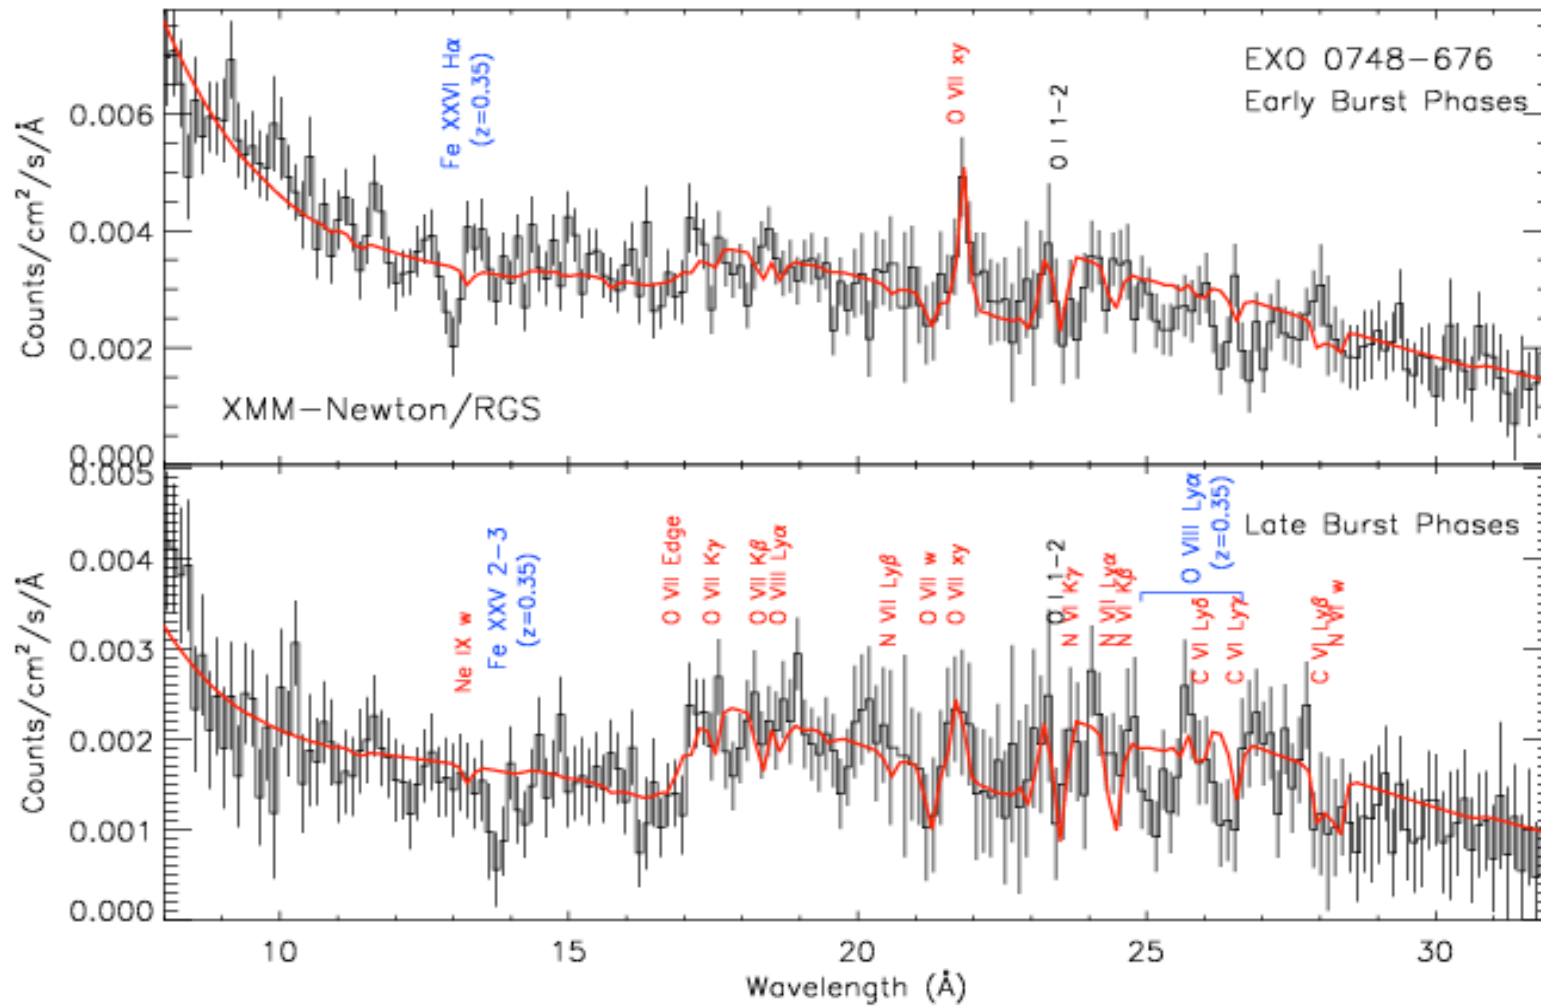 EXO 0748-676
Early Burst Phases
Fe XXVI Hα
(z=0.35)
O VII xy
O I 1-2
XMM-Newton/RGS
Counts/cm²/s/Å
0.006
0.004
0.002
0.000
Late Burst Phases
Ne IX w
Fe XXV 2-3
(z=0.35)
O VII Edge
O VII Kγ
O VII Kβ
O VIII Lyα
N VII Lyβ
O VII w
O VII xy
O I 1-2
N VI Kγ
N VII Lyα
N VI Kβ
O VIII Lyα
(z=0.35)
C VI Lyδ
C VI Lyγ
C VI Lyβ
N VI w
Counts/cm²/s/Å
0.005
0.004
0.003
0.002
0.001
0.000
10 15 20 25 30
Wavelength (Å)